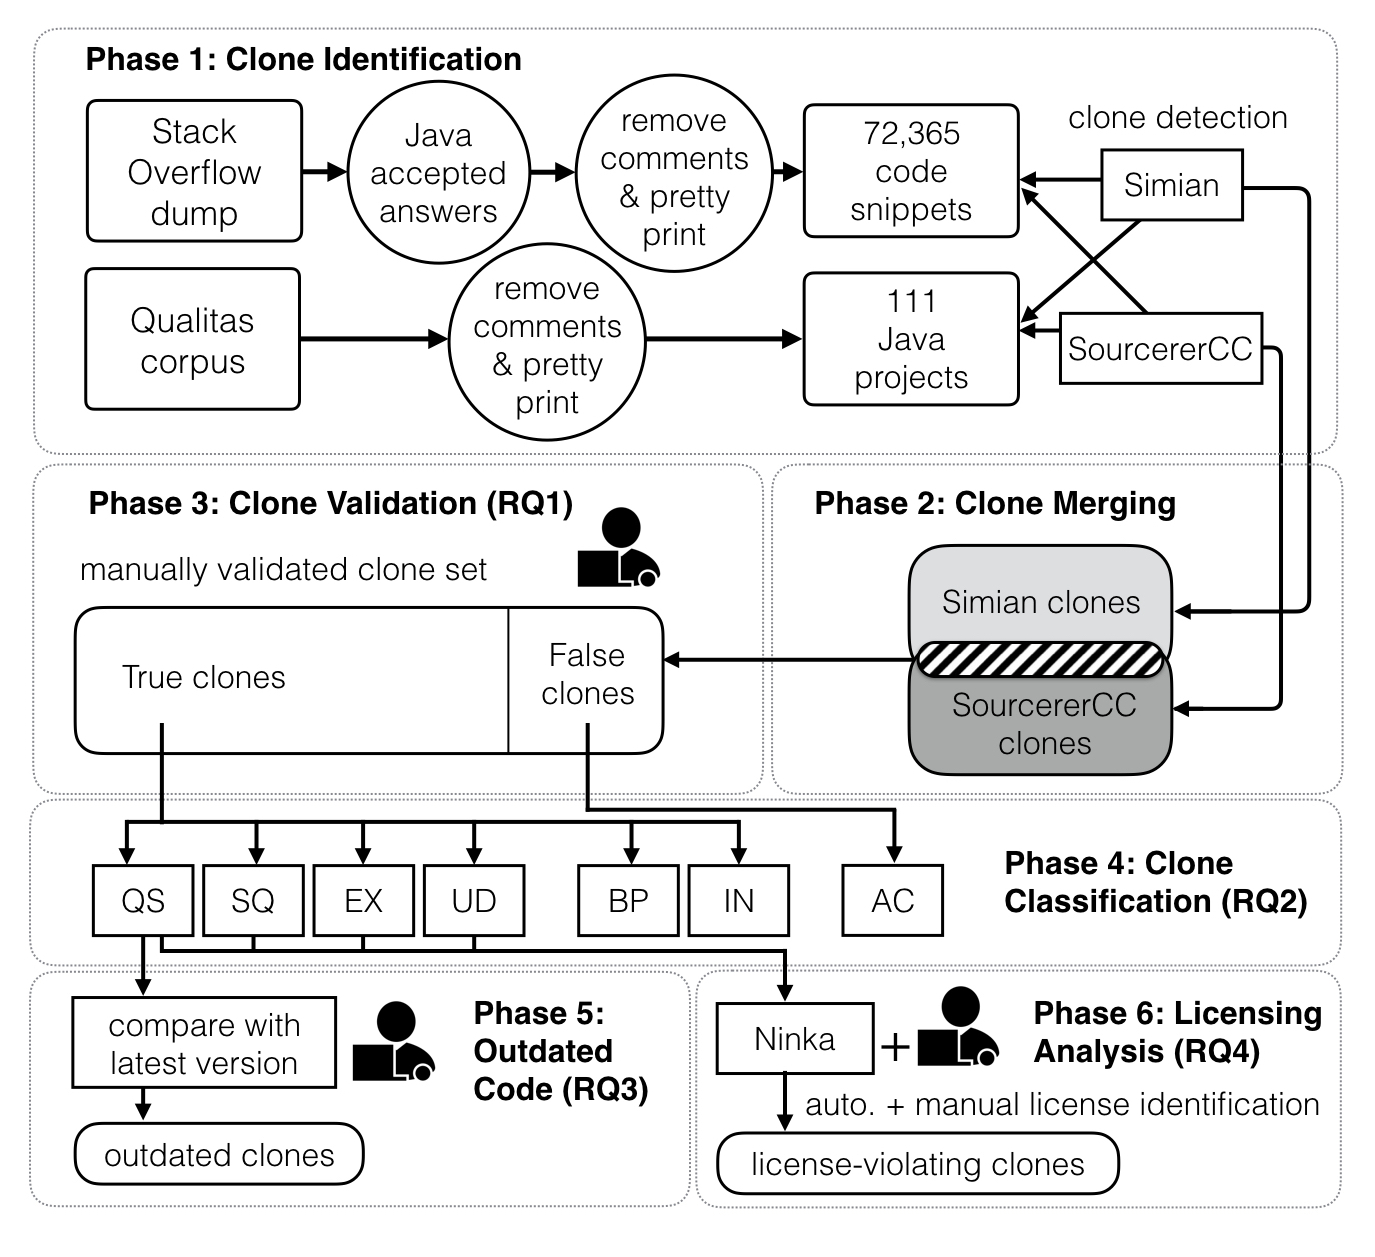 Phase 1: Clone Identification
Stack
Overflow
dump
Java
accepted
answers
remove
comments
& pretty
print
72,365
code
snippets
clone detection
Simian
Qualitas
corpus
remove
comments
& pretty
print
111
Java
projects
SourcererCC
Phase 3: Clone Validation (RQ1)
manually validated clone set
True clones
False
clones
Phase 2: Clone Merging
Simian clones
SourcererCC
clones
QS
SQ
EX
UD
BP
IN
AC
Phase 4: Clone
Classification (RQ2)
compare with
latest version
outdated clones
Phase 5:
Outdated
Code (RQ3)
Ninka
+
Phase 6: Licensing
Analysis (RQ4)
auto. + manual license identification
license-violating clones